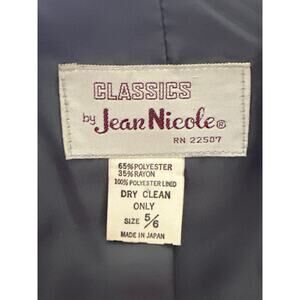 CLASSICS
by Jean Nicole®
RN 22507
65% POLYESTER
35% RAYON
100% POLYESTER LINED
DRY CLEAN
ONLY
SIZE 5/6
MADE IN JAPAN